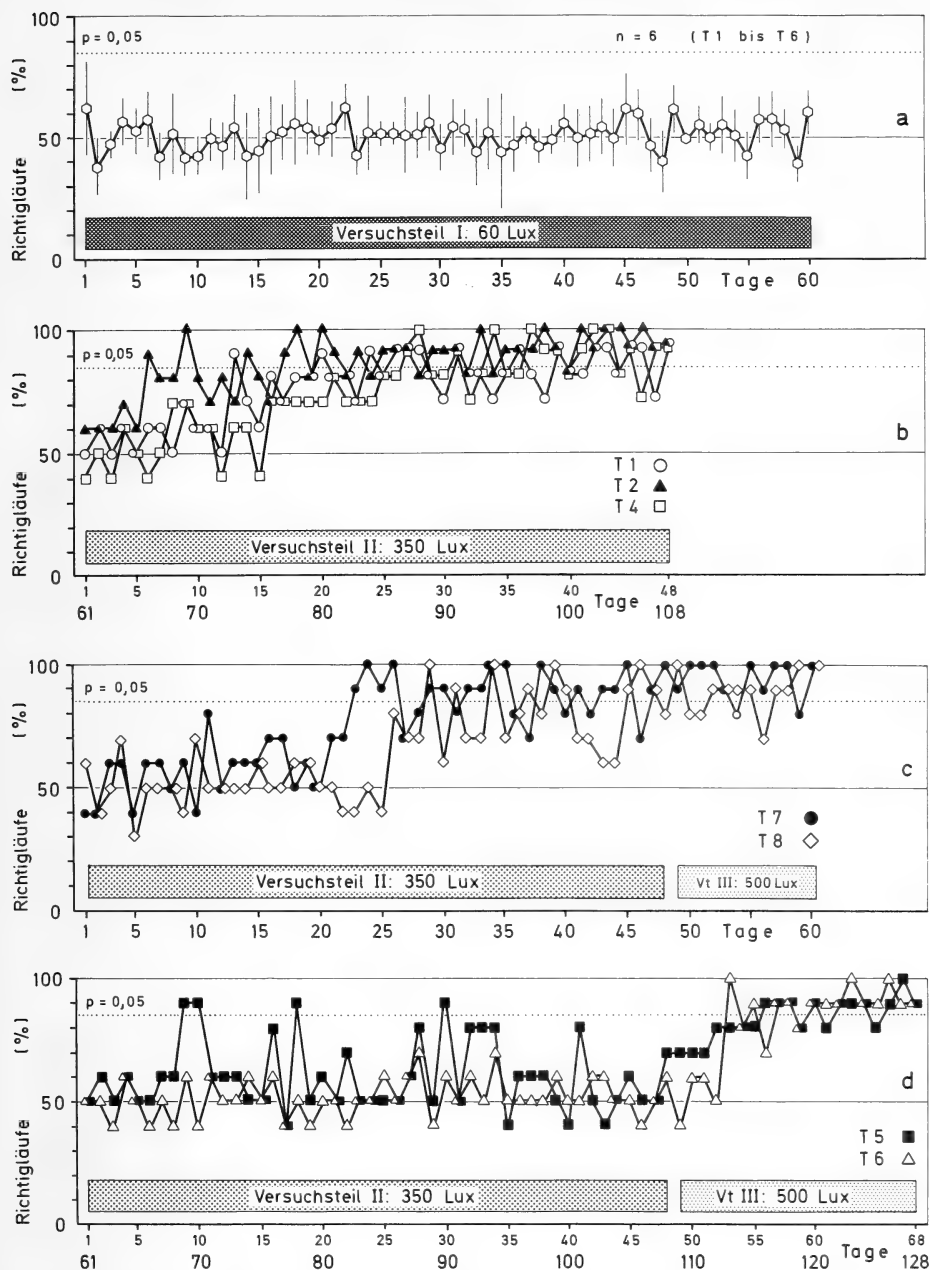 100
p = 0,05
n = 6 (T1 bis T6)
(%)
50
a
Richtigläufe
Versuchsteil I: 60 Lux
0
1 5 10 15 20 25 30 35 40 45 50 Tage 60
100
p = 0,05
(%)
50
b
Richtigläufe
T 1
T 2
T 4
Versuchsteil II: 350 Lux
0
1 5 10 15 20 25 30 35 40 Tage 48
61 70 80 90 100 108
100
p = 0,05
(%)
50
c
Richtigläufe
T 7
T 8
Versuchsteil II: 350 Lux
Vt III: 500 Lux
0
1 5 10 15 20 25 30 35 40 45 50 Tage 60
100
p = 0,05
(%)
50
d
Richtigläufe
T 5
T 6
Versuchsteil II: 350 Lux
Vt III: 500 Lux
0
1 5 10 15 20 25 30 35 40 45 50 55 60 Tage 68
61 70 80 90 100 110 120 128